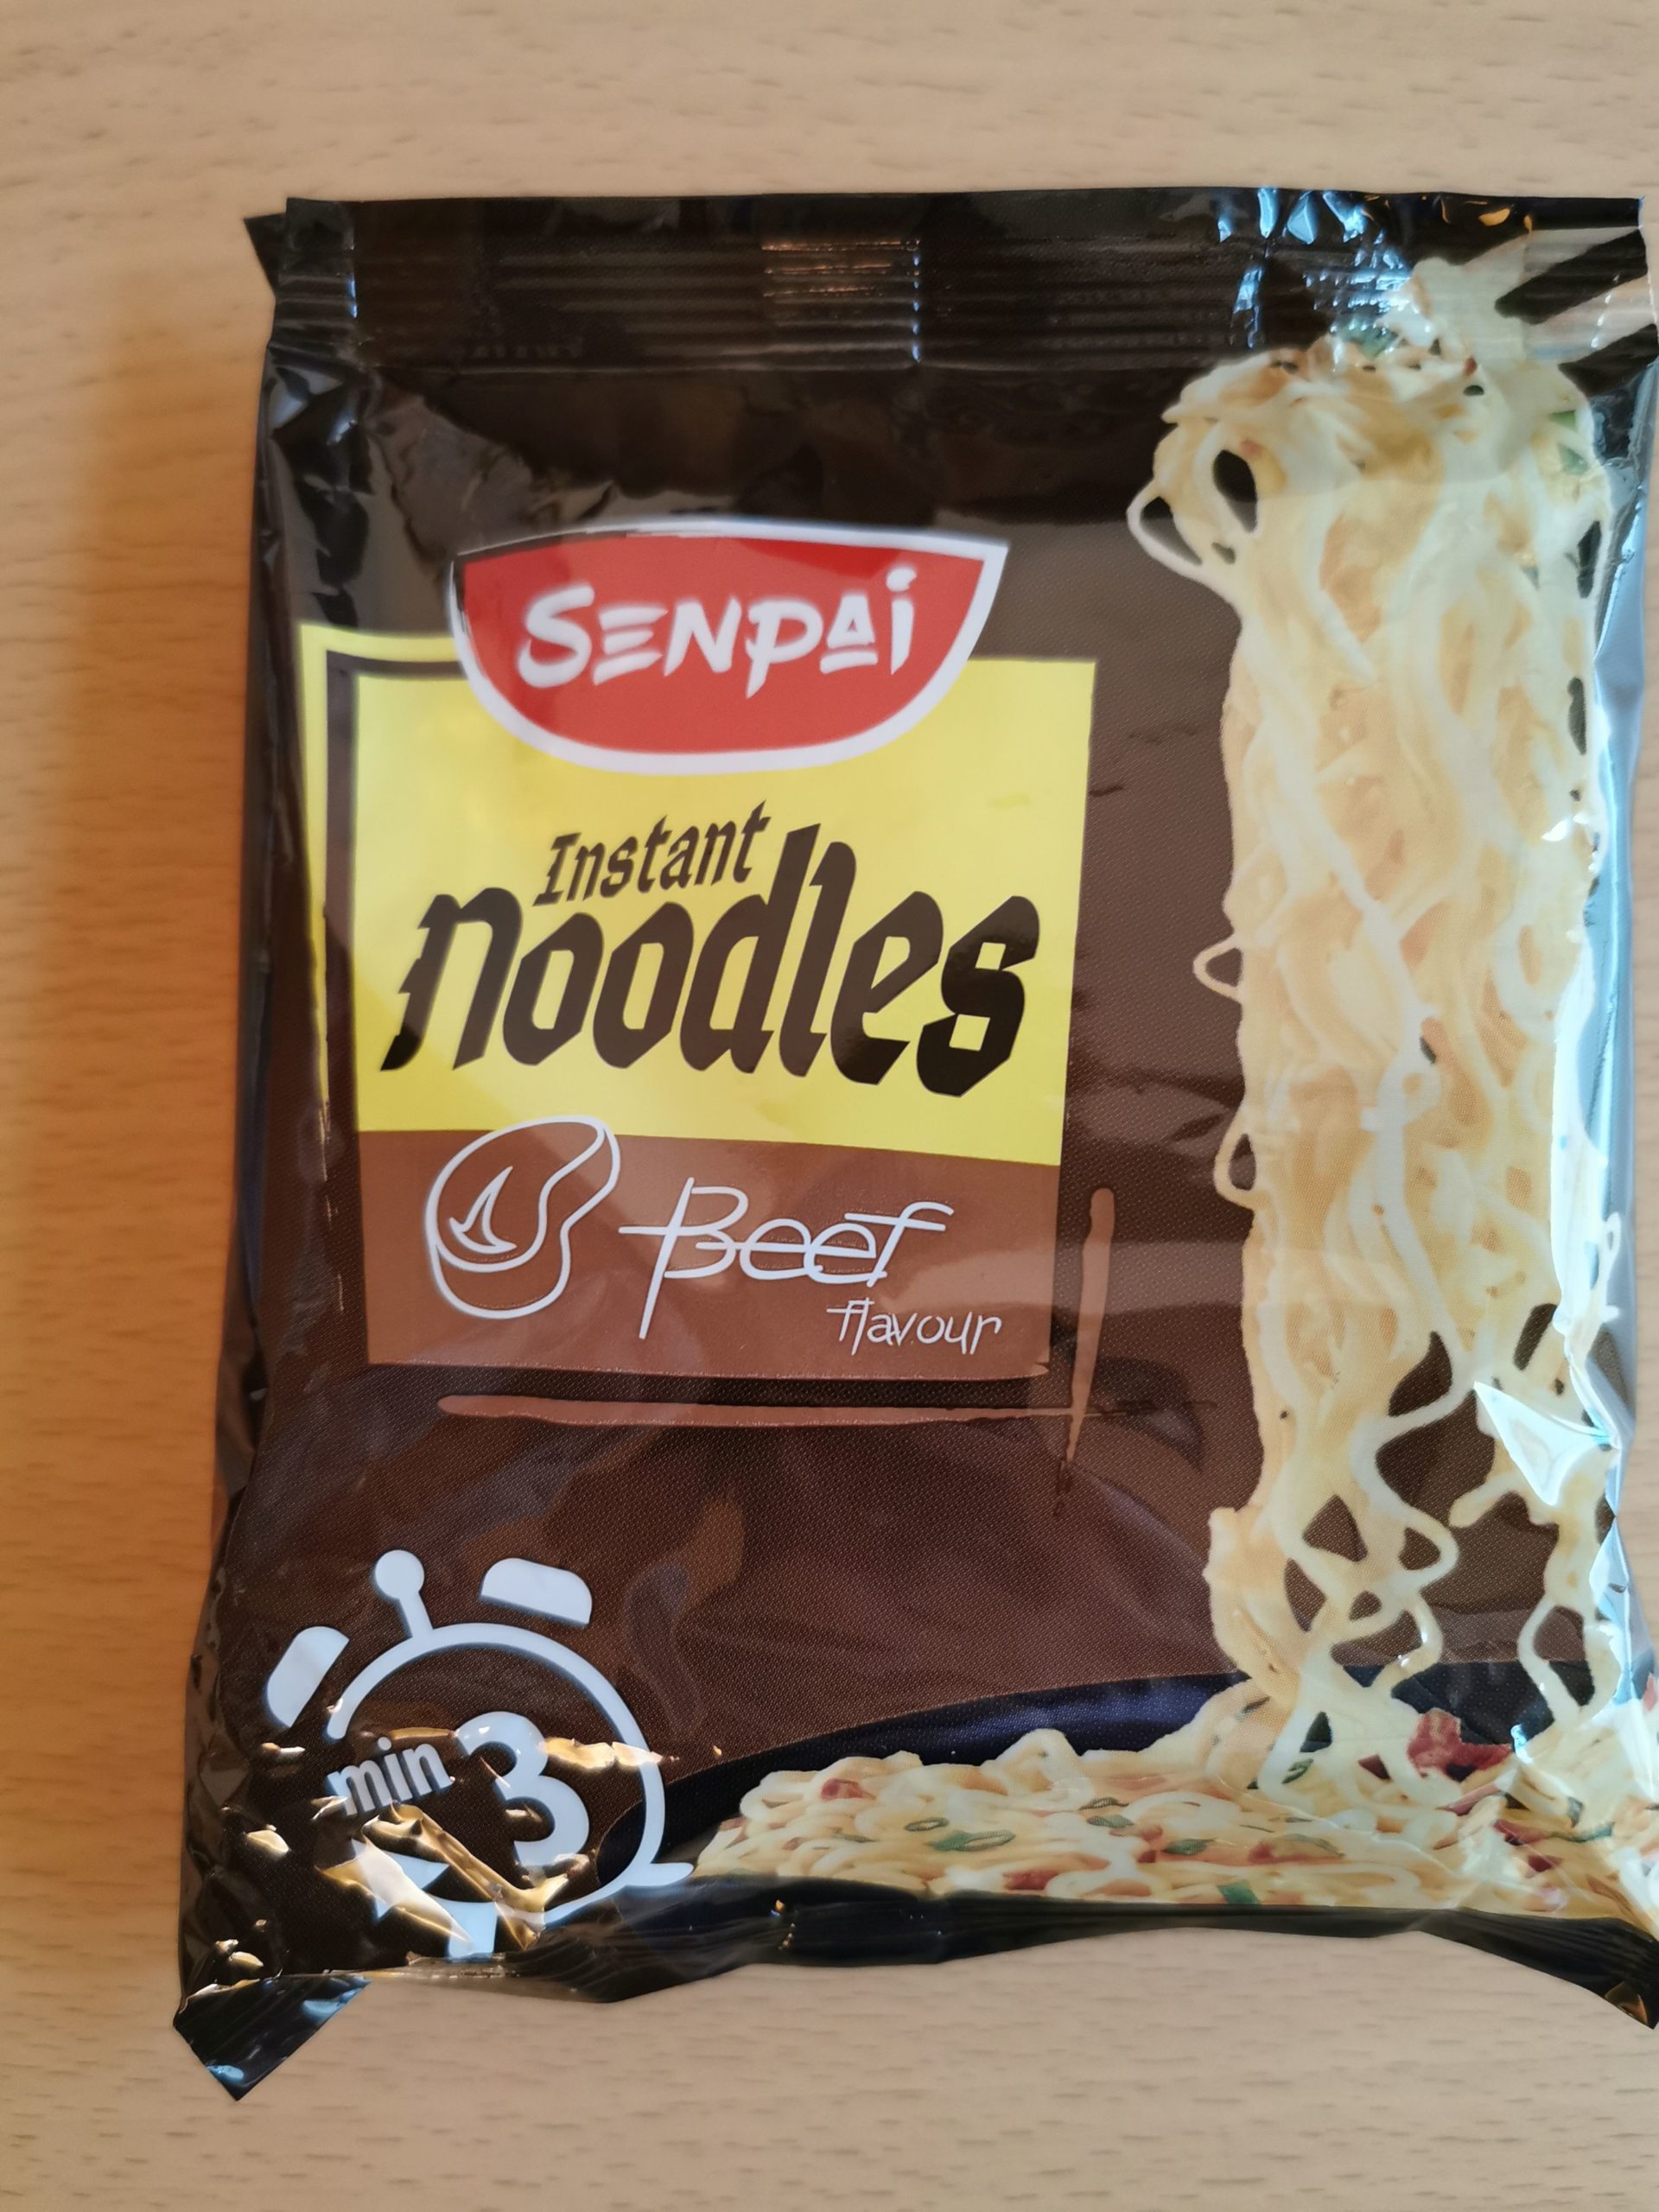 SENPAI
Instant
noodles
Beef
flavour
min 3